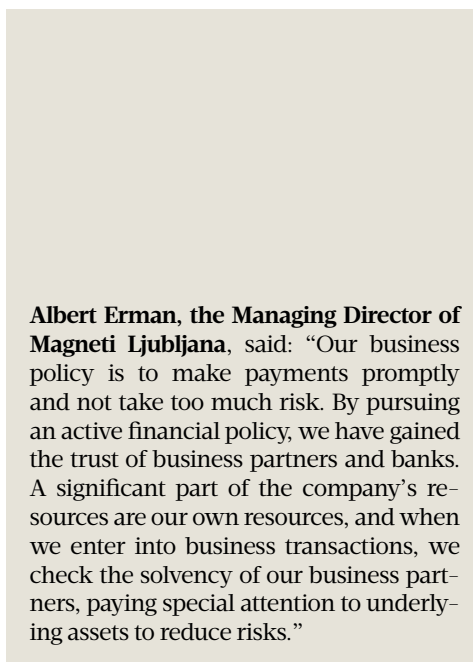 Albert Erman, the Managing Director of
Magneti Ljubljana, said: “Our business
policy is to make payments promptly
and not take too much risk. By pursuing
an active financial policy, we have gained
the trust of business partners and banks.
A significant part of the company’s re-
sources are our own resources, and when
we enter into business transactions, we
check the solvency of our business part-
ners, paying special attention to underly-
ing assets to reduce risks.”